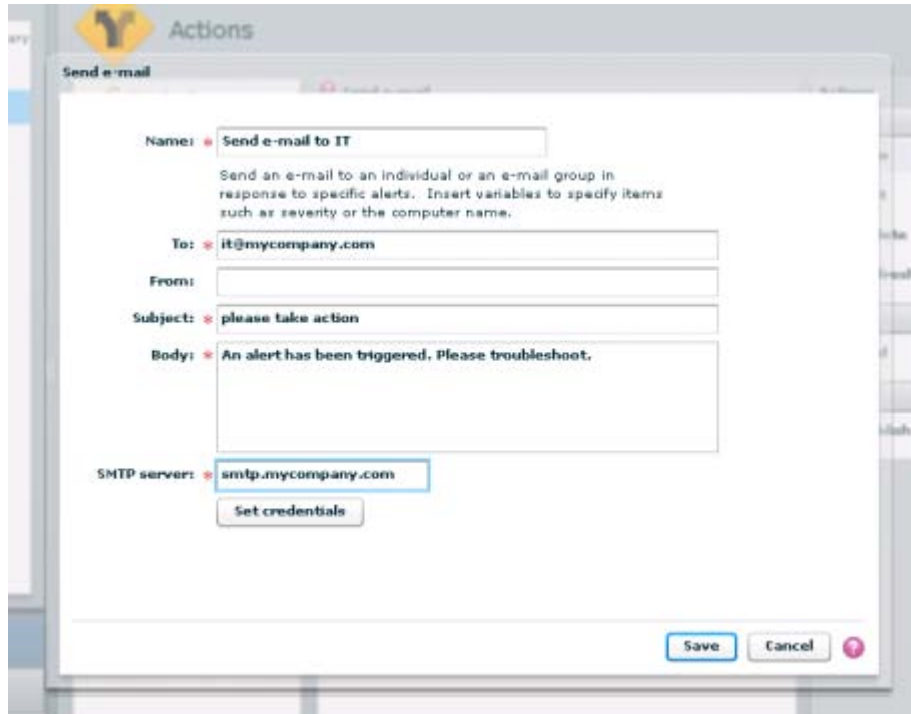 Actions
Send e-mail
Send e-mail
Name: * Send e-mail to IT
Send an e-mail to an individual or an e-mail group in
response to specific alerts. Insert variables to specify items
such as severity or the computer name.
To: * it@mycompany.com
From:
Subject: * please take action
Body: * An alert has been triggered. Please troubleshoot.
SMTP server: * smtp.mycompany.com
Set credentials
Save Cancel ?